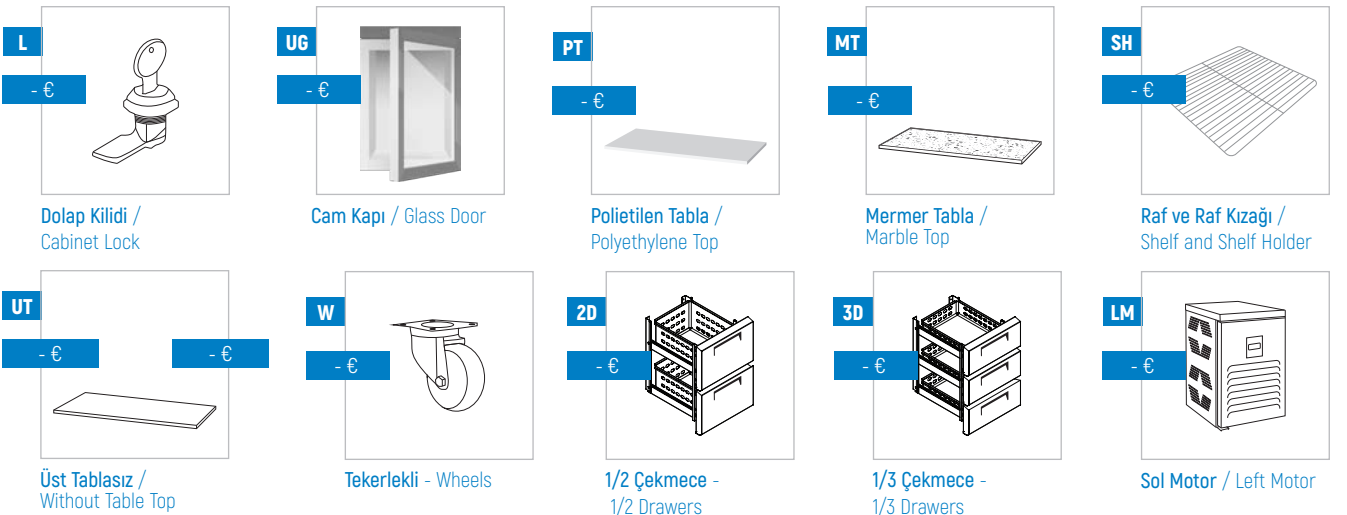 L
- €
Dolap Kilidi /
Cabinet Lock
UG
- €
Cam Kapı / Glass Door
PT
- €
Polietilen Tabla /
Polyethylene Top
MT
- €
Mermer Tabla /
Marble Top
SH
- €
Raf ve Raf Kızağı /
Shelf and Shelf Holder
UT
- €
- €
Üst Tablasız /
Without Table Top
W
- €
Tekerlekli - Wheels
2D
- €
1/2 Çekmece -
1/2 Drawers
3D
- €
1/3 Çekmece -
1/3 Drawers
LM
- €
Sol Motor / Left Motor